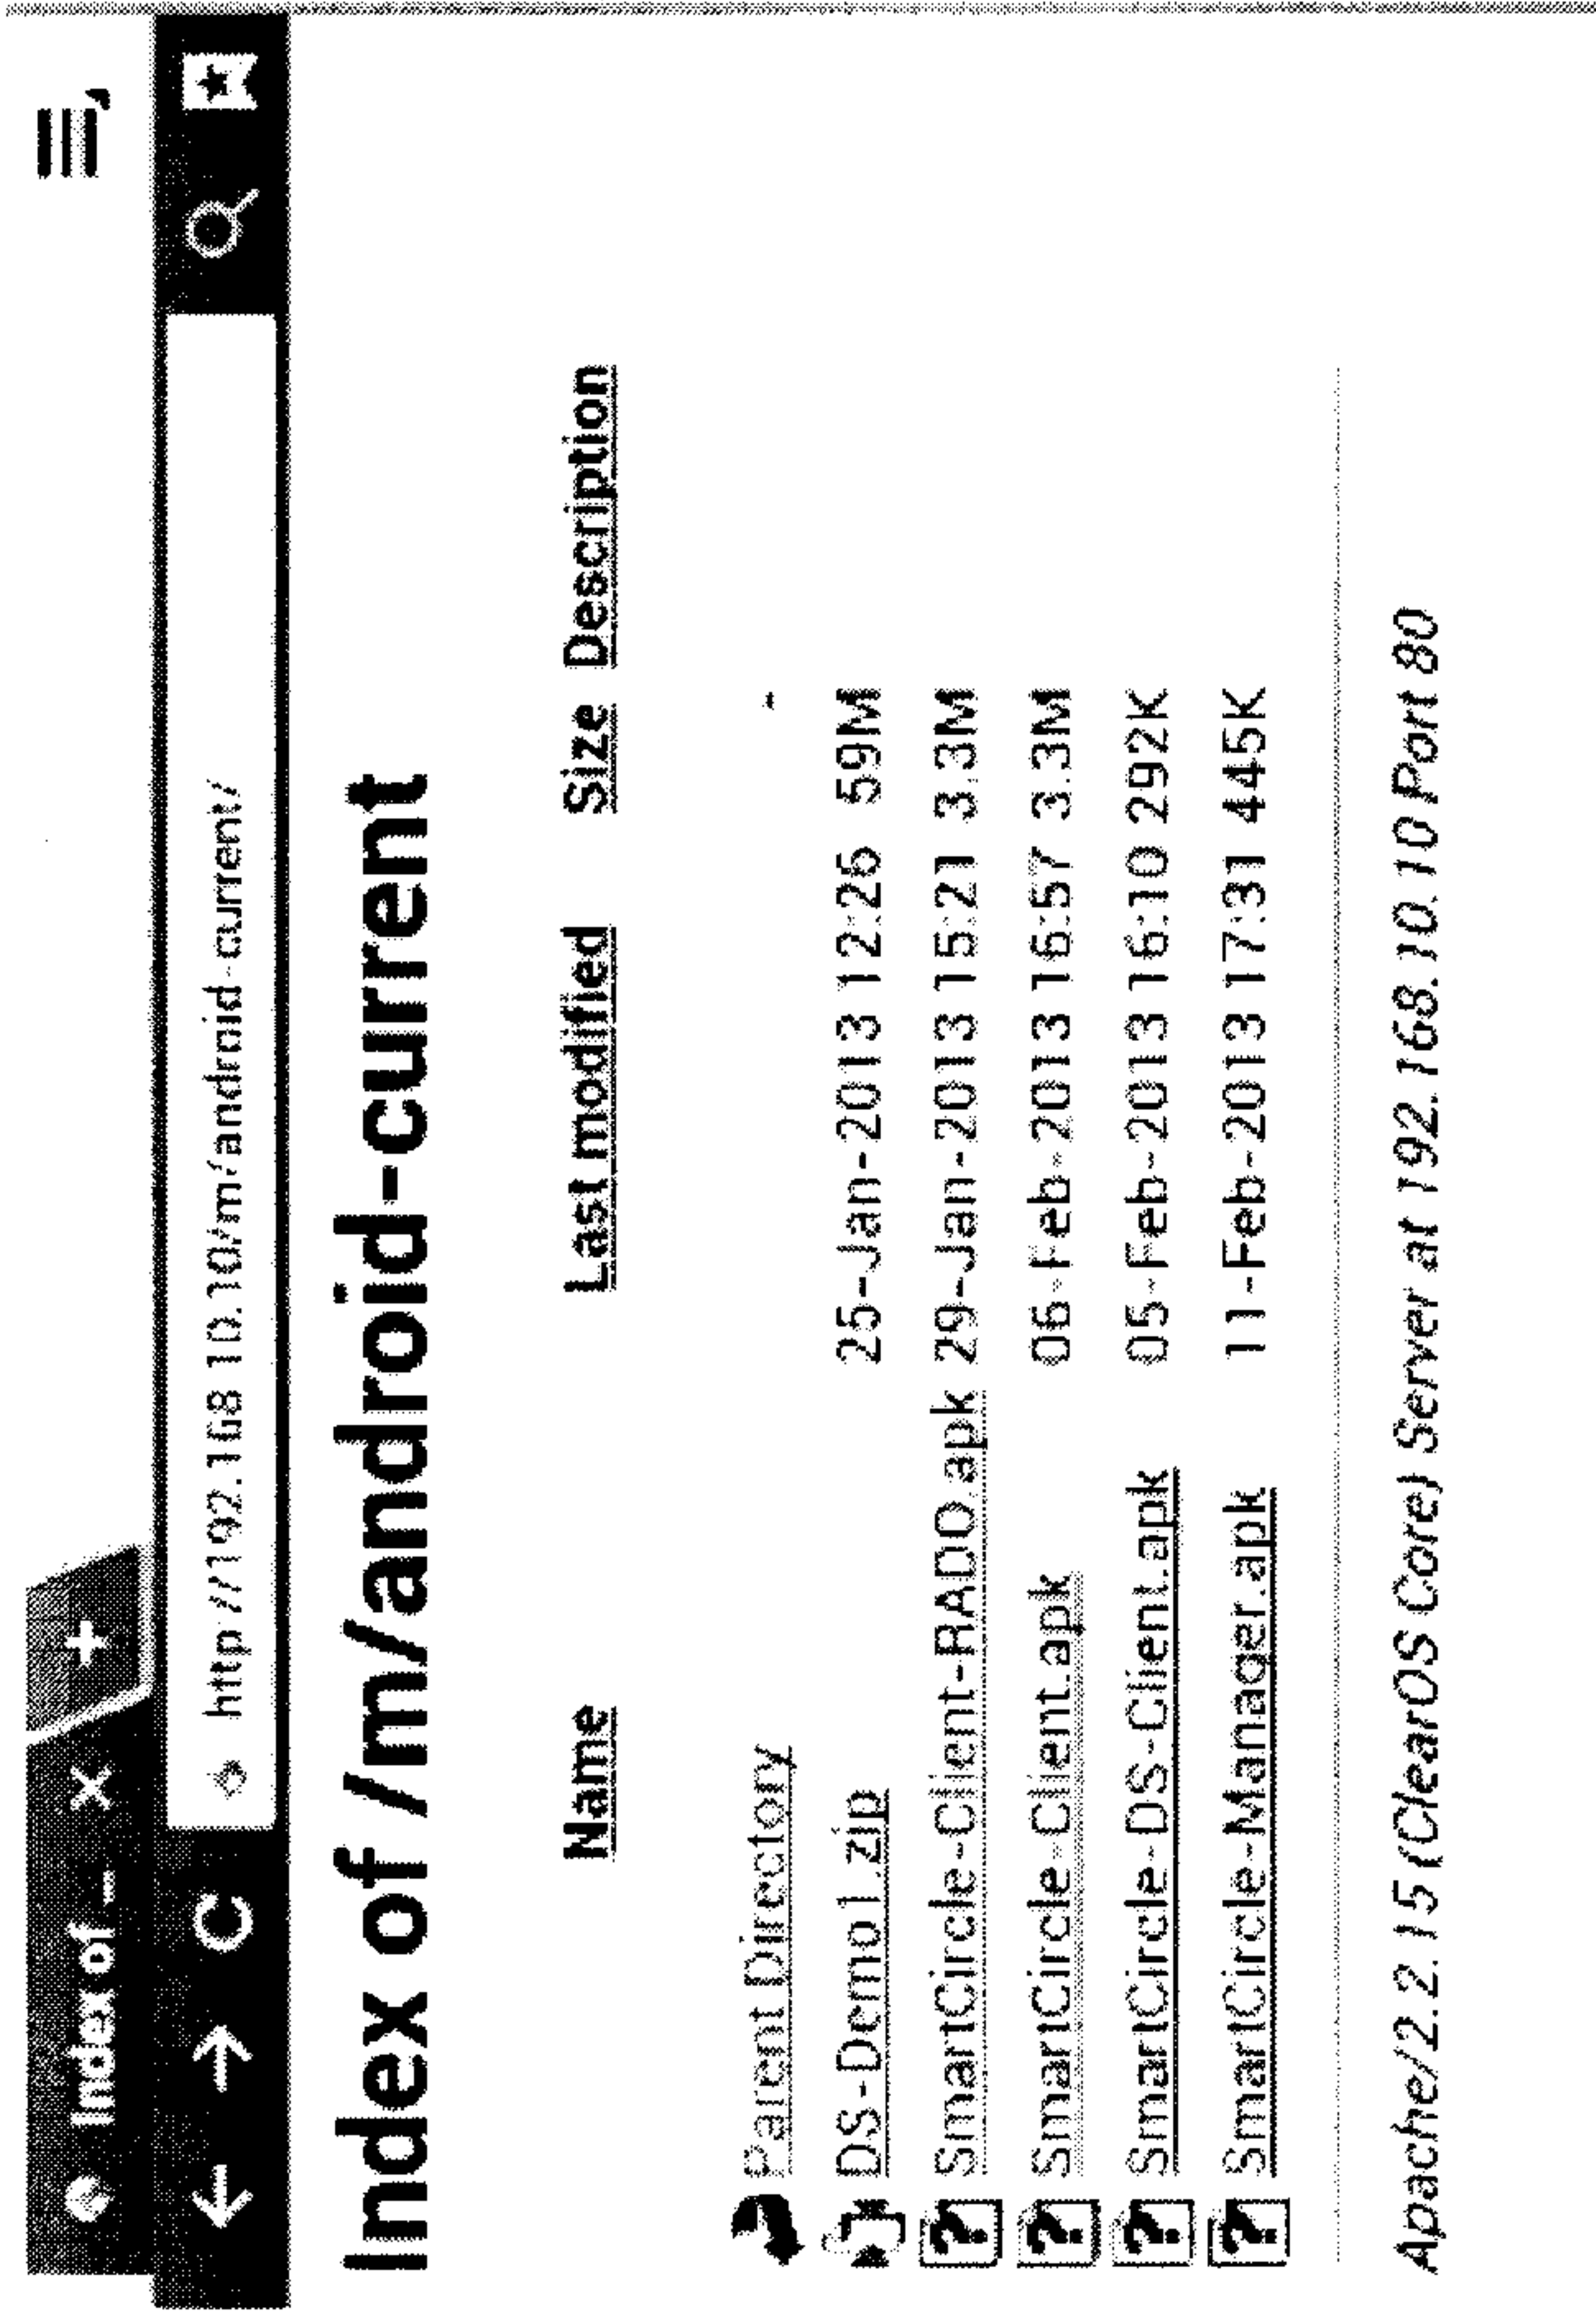 Index of –
http://192.168.10.10/m/android-current/
Index of /m/android-current
Name Last modified Size Description
Parent Directory -
DS-Demo1.zip 25-Jan-2013 12:26 59M
SmartCircle-Client-RADO.apk 29-Jan-2013 15:21 3.3M
SmartCircle-Client.apk 06-Feb-2013 16:57 3.3M
SmartCircle-DS-Client.apk 05-Feb-2013 16:10 292K
SmartCircle-Manager.apk 11-Feb-2013 17:31 445K
Apache/2.2.15 (ClearOS Core) Server at 192.168.10.10 Port 80